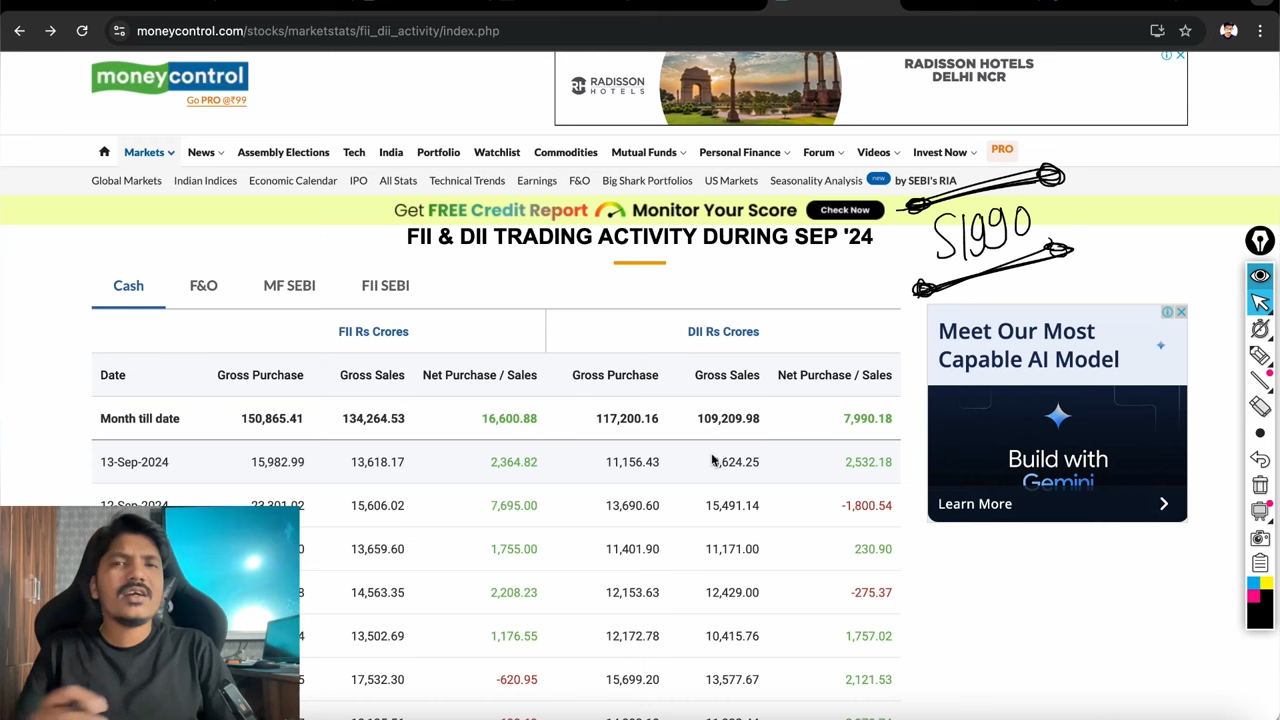 moneycontrol.com/stocks/marketstats/fii_dii_activity/index.php
moneycontrol
Go PRO @₹99
RADISSON HOTELS
RADISSON HOTELS
DELHI NCR
Markets News Assembly Elections Tech India Portfolio Watchlist Commodities Mutual Funds Personal Finance Forum Videos Invest Now PRO
Global Markets Indian Indices Economic Calendar IPO All Stats Technical Trends Earnings F&O Big Shark Portfolios US Markets Seasonality Analysis new by SEBI's RIA
Get FREE Credit Report Monitor Your Score Check Now
FII & DII TRADING ACTIVITY DURING SEP '24
51990
Cash F&O MF SEBI FII SEBI
FII Rs Crores DII Rs Crores
Date Gross Purchase Gross Sales Net Purchase / Sales Gross Purchase Gross Sales Net Purchase / Sales
Month till date 150,865.41 134,264.53 16,600.88 117,200.16 109,209.98 7,990.18
13-Sep-2024 15,982.99 13,618.17 2,364.82 11,156.43 ,624.25 2,532.18
15,606.02 7,695.00 13,690.60 15,491.14 -1,800.54
13,659.60 1,755.00 11,401.90 11,171.00 230.90
14,563.35 2,208.23 12,153.63 12,429.00 -275.37
13,502.69 1,176.55 12,172.78 10,415.76 1,757.02
17,532.30 -620.95 15,699.20 13,577.67 2,121.53
Meet Our Most
Capable AI Model
Build with
Gemini
Learn More